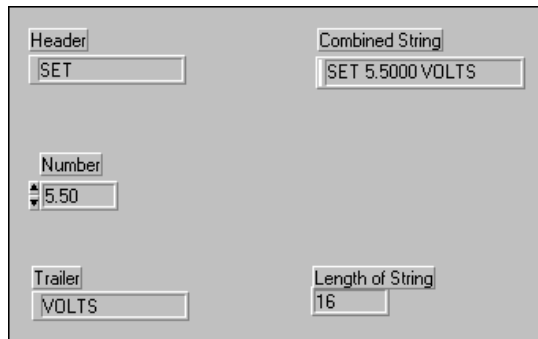 Header
SET
Combined String
SET 5.5000 VOLTS
Number
5.50
Trailer
VOLTS
Length of String
16